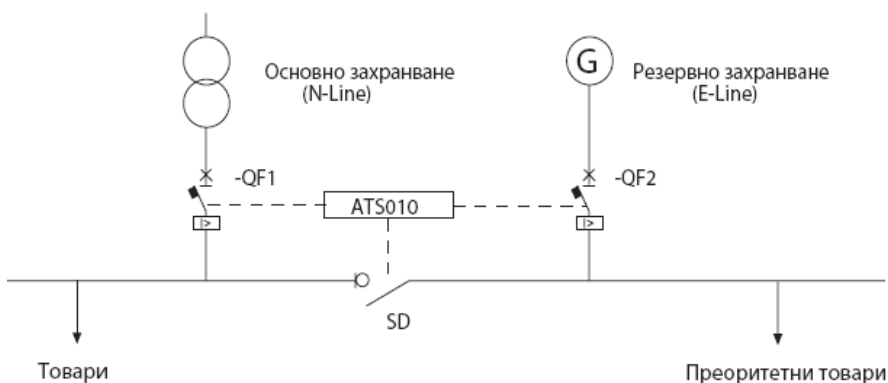 Основно захранване
(N-Line)
G
Резервно захранване
(E-Line)
-QF1
-QF2
ATS010
I>
I>
SD
Товари
Преоритетни товари